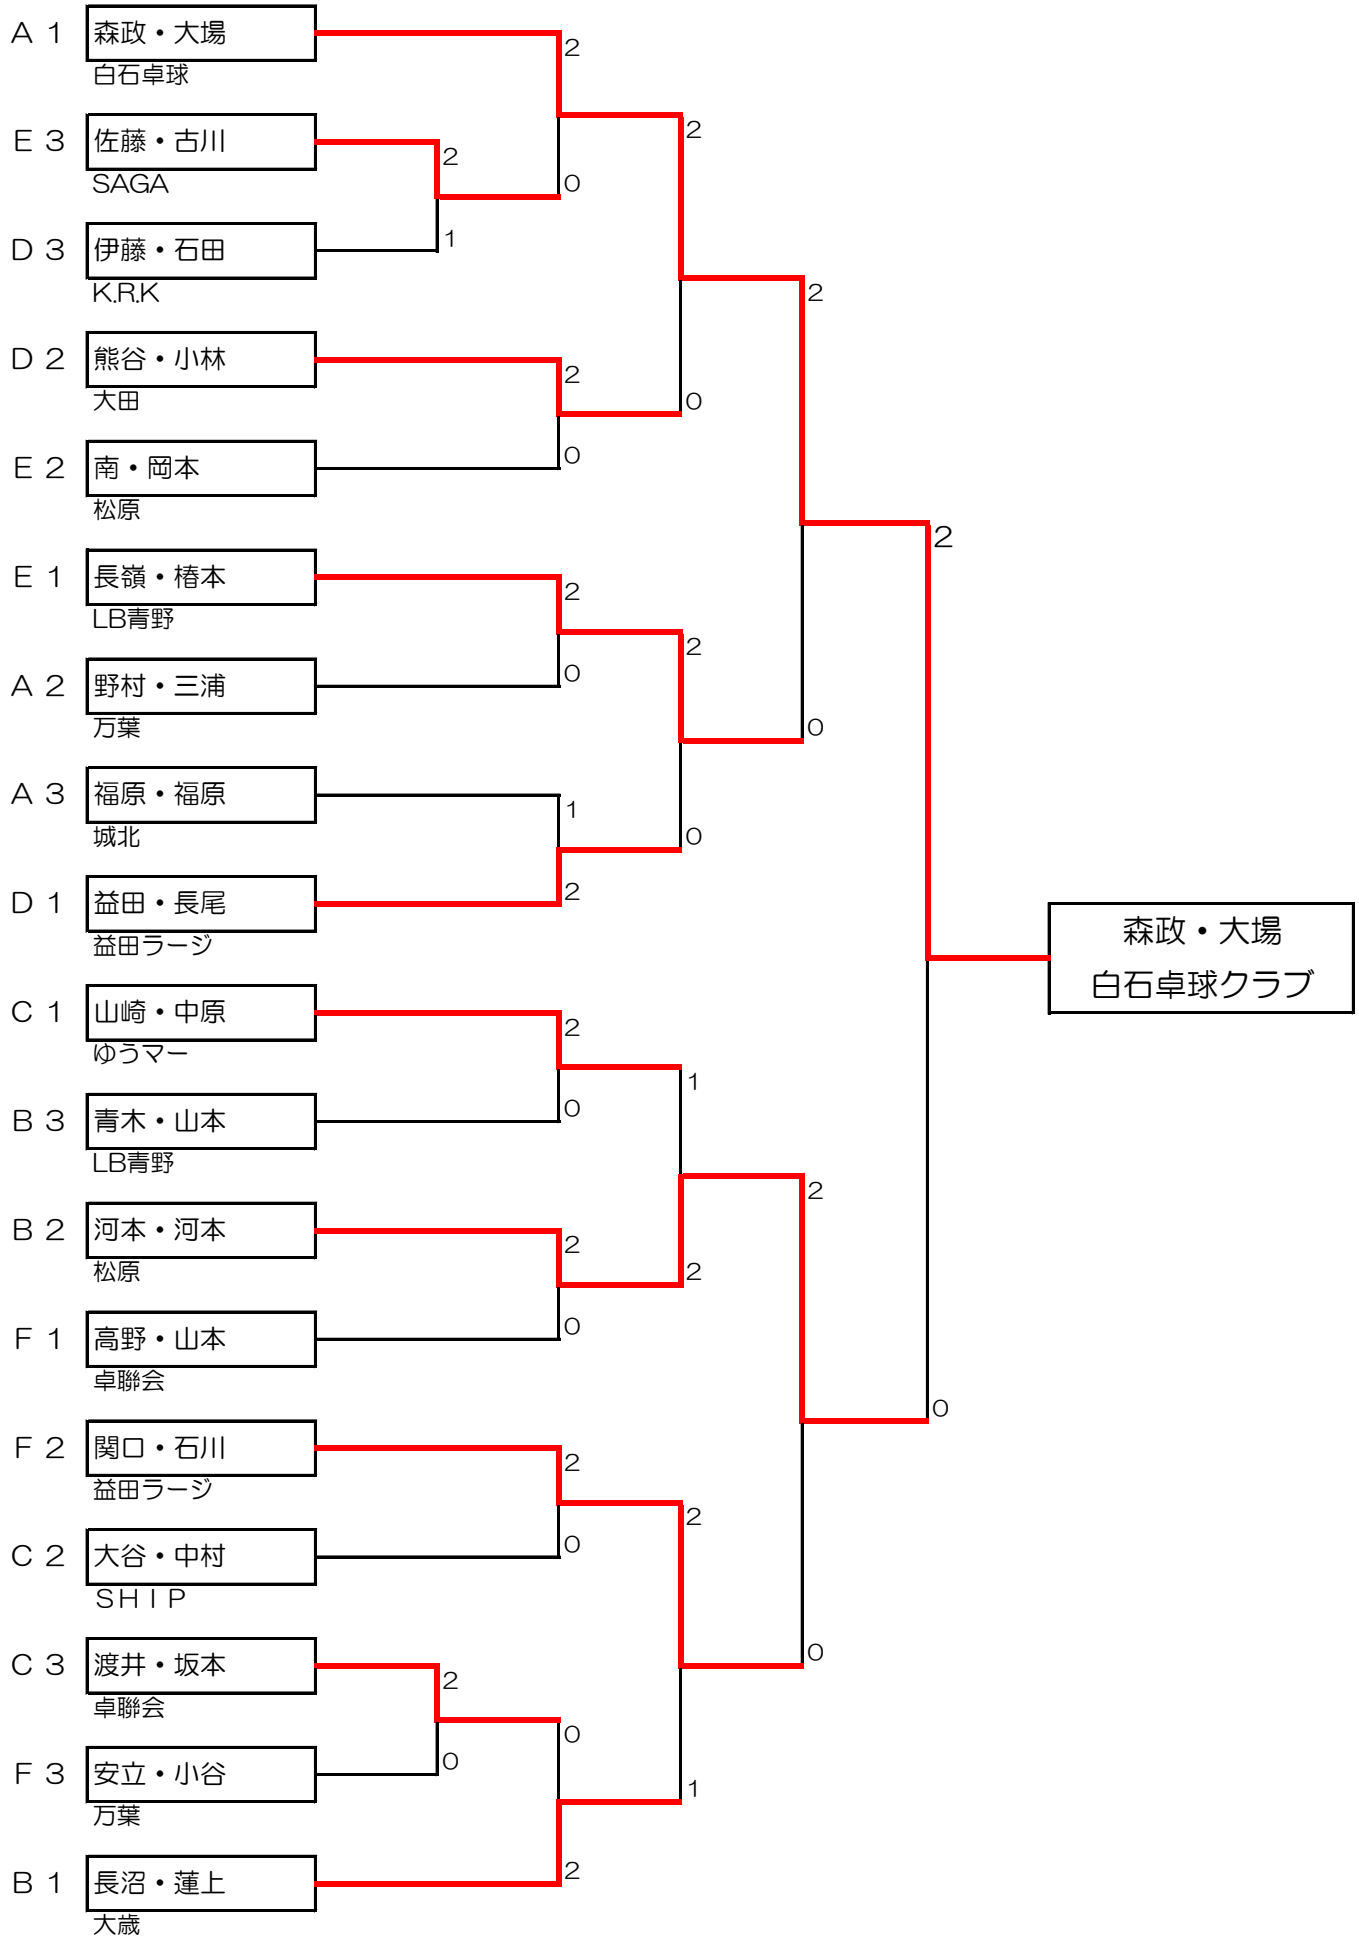 A 1 森政・大場
2
白石卓球
2
E 3 佐藤・古川
2
SAGA
0
D 3 伊藤・石田
1
K.R.K
2
D 2 熊谷・小林
2
大田
0
E 2 南・岡本
0
松原
2
E 1 長嶺・椿本
2
LB青野
2
A 2 野村・三浦
0
万葉
0
A 3 福原・福原
1
城北
0
D 1 益田・長尾
2
益田ラージ
森政・大場
白石卓球クラブ
C 1 山崎・中原
2
ゆうマー
1
B 3 青木・山本
0
LB青野
2
B 2 河本・河本
2
松原
2
F 1 高野・山本
0
卓聯会
0
F 2 関口・石川
2
益田ラージ
2
C 2 大谷・中村
0
SHIP
0
C 3 渡井・坂本
2
卓聯会
0
F 3 安立・小谷
0
万葉
1
B 1 長沼・蓮上
2
大歳